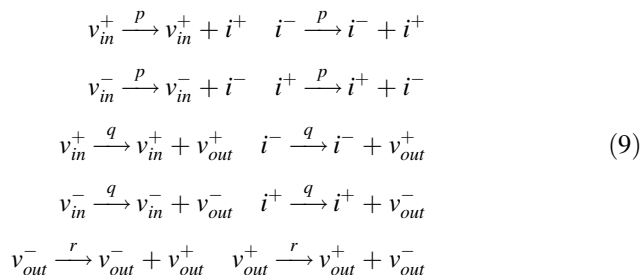 $v_{in}^{+} \xrightarrow{p} v_{in}^{+} + i^{+} \quad i^{-} \xrightarrow{p} i^{-} + i^{+}$
$v_{in}^{-} \xrightarrow{p} v_{in}^{-} + i^{-} \quad i^{+} \xrightarrow{p} i^{+} + i^{-}$
$v_{in}^{+} \xrightarrow{q} v_{in}^{+} + v_{out}^{+} \quad i^{-} \xrightarrow{q} i^{-} + v_{out}^{+}$ (9)
$v_{in}^{-} \xrightarrow{q} v_{in}^{-} + v_{out}^{-} \quad i^{+} \xrightarrow{q} i^{+} + v_{out}^{-}$
$v_{out}^{-} \xrightarrow{r} v_{out}^{-} + v_{out}^{+} \quad v_{out}^{+} \xrightarrow{r} v_{out}^{+} + v_{out}^{-}$